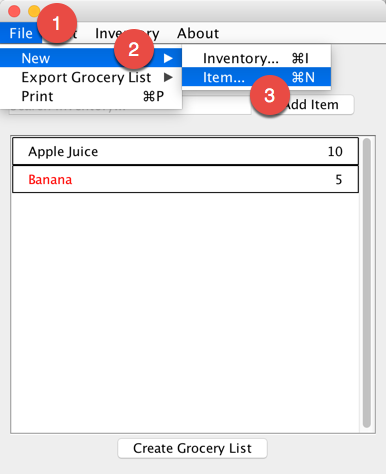 File 1 Inventory About
New 2 Inventory... ⌘I
Export Grocery List Item... ⌘N
Print ⌘P 3 Add Item
Apple Juice 10
Banana 5
Create Grocery List